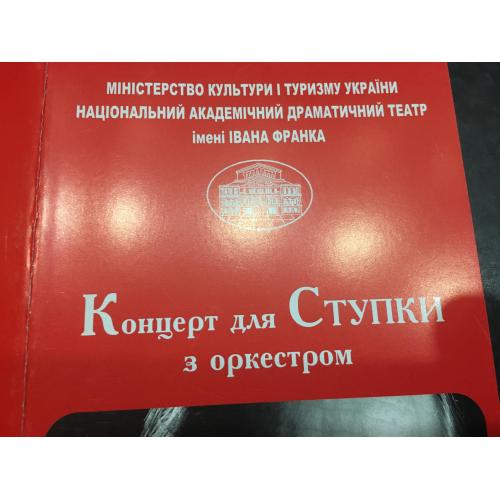 МІНІСТЕРСТВО КУЛЬТУРИ І ТУРИЗМУ УКРАЇНИ
НАЦІОНАЛЬНИЙ АКАДЕМІЧНИЙ ДРАМАТИЧНИЙ ТЕАТР
імені ІВАНА ФРАНКА
Концерт для СТУПКИ
з оркестром